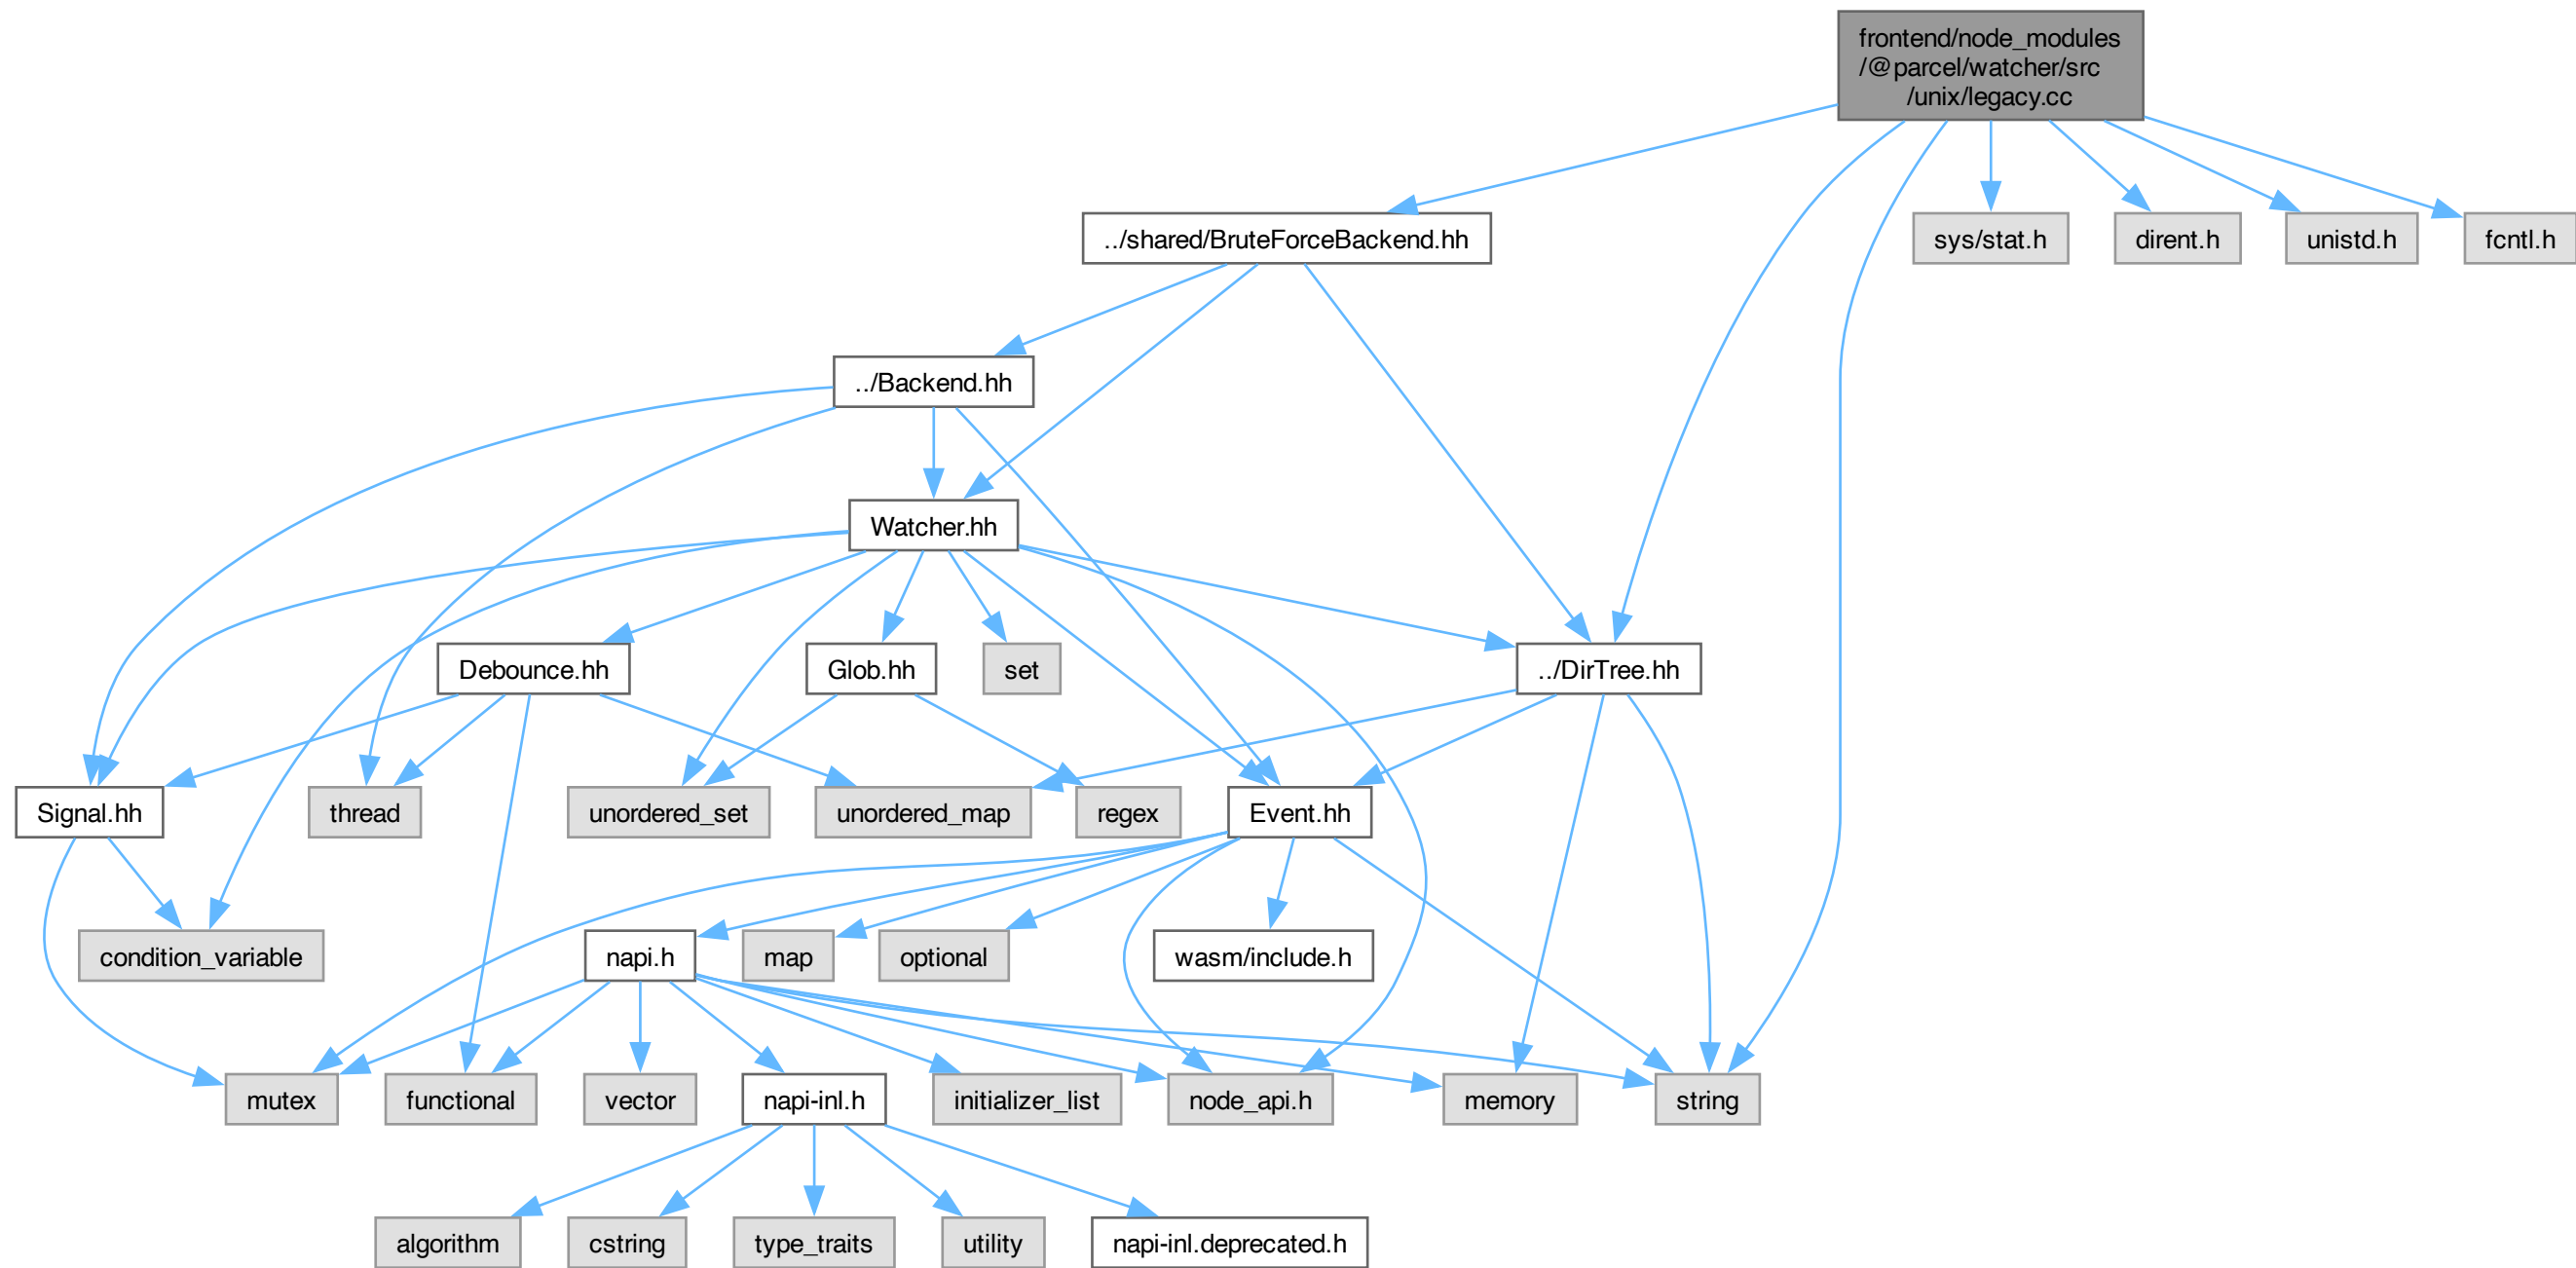 frontend/node_modules
/@parcel/watcher/src
/unix/legacy.cc
../shared/BruteForceBackend.hh
sys/stat.h
dirent.h
unistd.h
fcntl.h
../Backend.hh
Watcher.hh
Debounce.hh
Glob.hh
set
../DirTree.hh
Signal.hh
thread
unordered_set
unordered_map
regex
Event.hh
condition_variable
napi.h
map
optional
wasm/include.h
mutex
functional
vector
napi-inl.h
initializer_list
node_api.h
memory
string
algorithm
cstring
type_traits
utility
napi-inl.deprecated.h